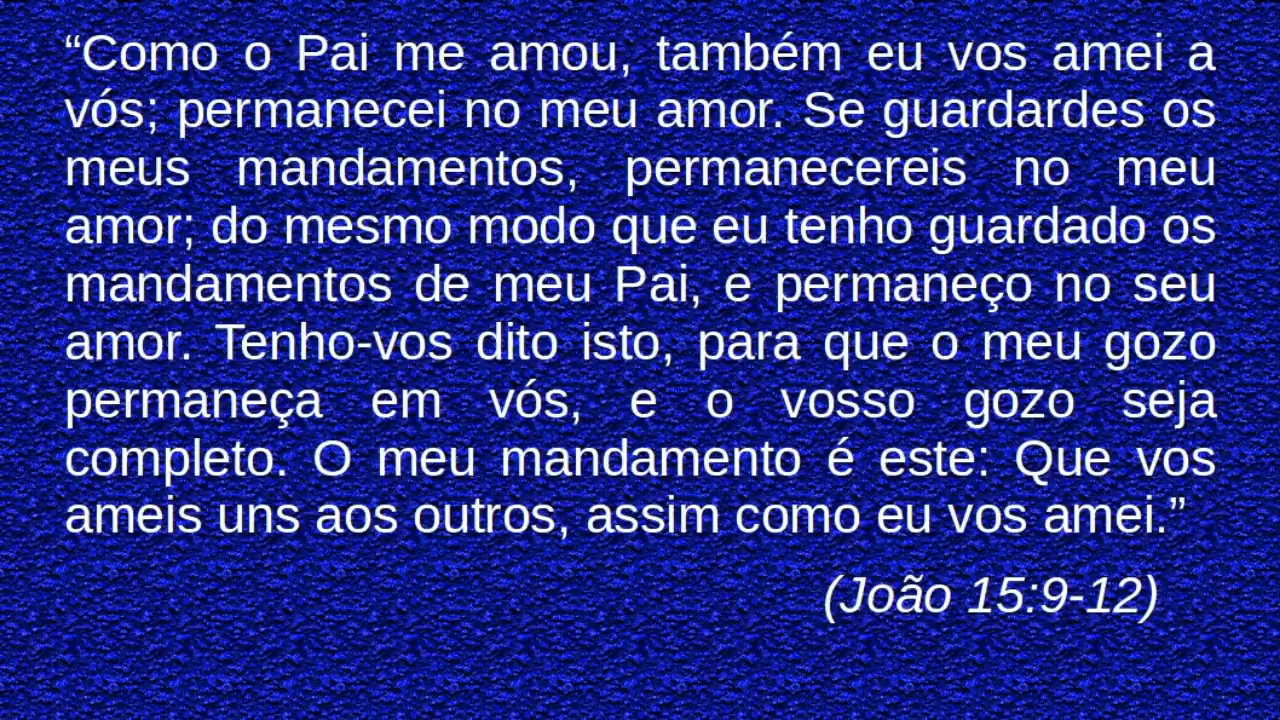 “Como o Pai me amou, também eu vos amei a
vós; permanecei no meu amor. Se guardardes os
meus mandamentos, permanecereis no meu
amor; do mesmo modo que eu tenho guardado os
mandamentos de meu Pai, e permaneço no seu
amor. Tenho-vos dito isto, para que o meu gozo
permaneça em vós, e o vosso gozo seja
completo. O meu mandamento é este: Que vos
ameis uns aos outros, assim como eu vos amei.”
(João 15:9-12)